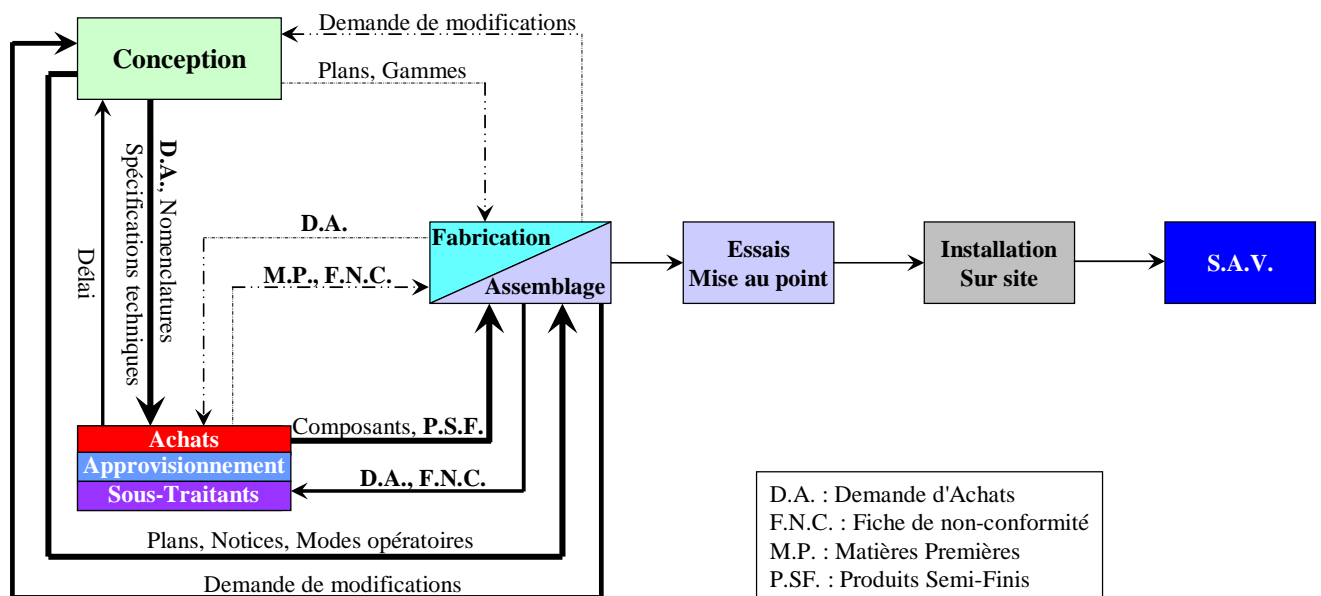 Demande de modifications
Conception
Plans, Gammes
D.A., Nomenclatures
Spécifications techniques
Délai
D.A.
M.P., F.N.C.
Fabrication
Assemblage
Essais
Mise au point
Installation
Sur site
S.A.V.
Achats
Approvisionnement
Sous-Traitants
Composants, P.S.F.
D.A., F.N.C.
Plans, Notices, Modes opératoires
Demande de modifications
D.A. : Demande d'Achats
F.N.C. : Fiche de non-conformité
M.P. : Matières Premières
P.SF. : Produits Semi-Finis